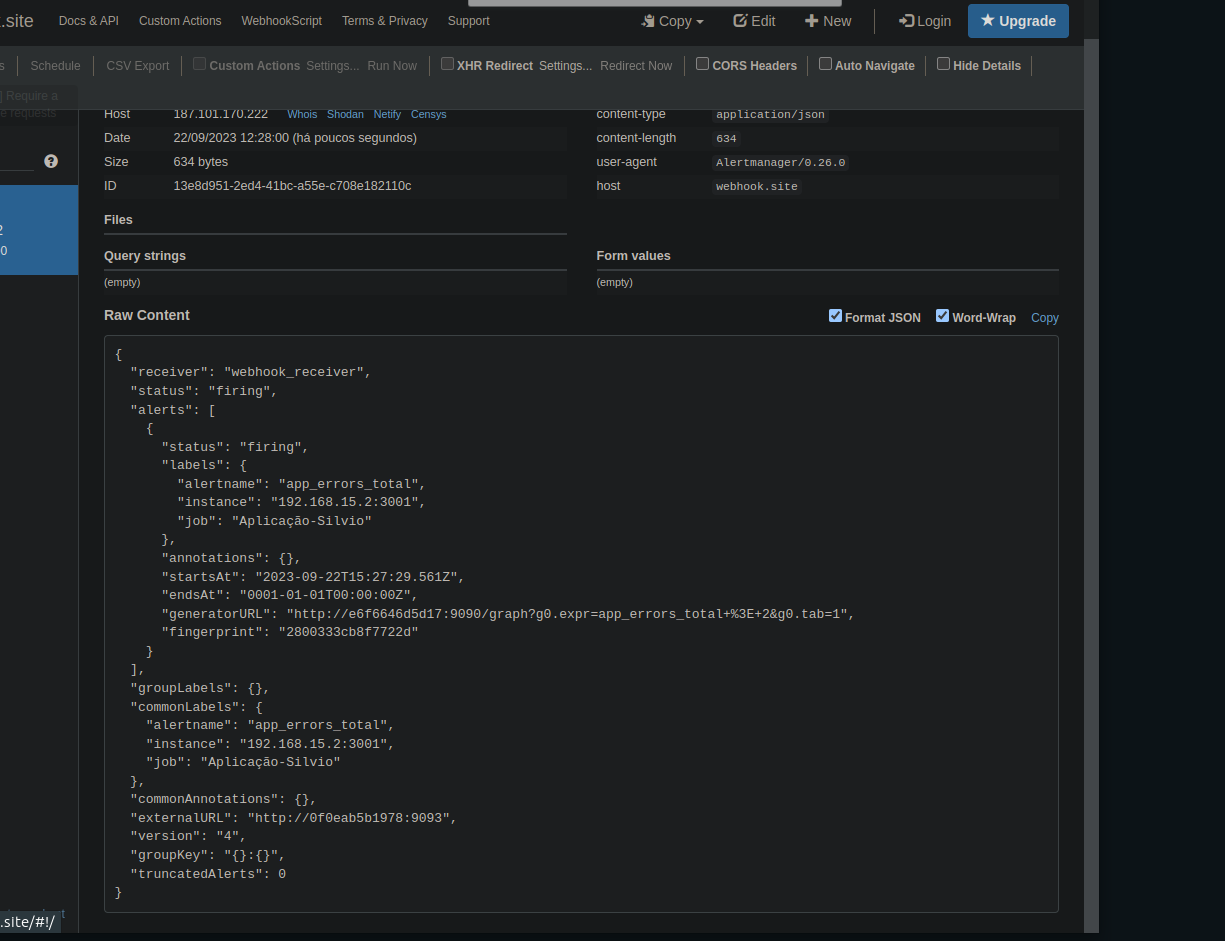 .site Docs & API Custom Actions WebhookScript Terms & Privacy Support Copy Edit New Login Upgrade
s Schedule CSV Export Custom Actions Settings... Run Now XHR Redirect Settings... Redirect Now CORS Headers Auto Navigate Hide Details
Require a
e requests
Host 187.101.170.222 Whois Shodan Netify Censys
Date 22/09/2023 12:28:00 (há poucos segundos)
Size 634 bytes
ID 13e8d951-2ed4-41bc-a55e-c708e182110c
content-type application/json
content-length 634
user-agent Alertmanager/0.26.0
host webhook.site
2
0
Files
Query strings
(empty)
Form values
(empty)
Raw Content Format JSON Word-Wrap Copy
{
"receiver": "webhook_receiver",
"status": "firing",
"alerts": [
{
"status": "firing",
"labels": {
"alertname": "app_errors_total",
"instance": "192.168.15.2:3001",
"job": "Aplicação-Silvio"
},
"annotations": {},
"startsAt": "2023-09-22T15:27:29.561Z",
"endsAt": "0001-01-01T00:00:00Z",
"generatorURL": "http://e6f6646d5d17:9090/graph?g0.expr=app_errors_total+%3E+2&g0.tab=1",
"fingerprint": "2800333cb8f7722d"
}
],
"groupLabels": {},
"commonLabels": {
"alertname": "app_errors_total",
"instance": "192.168.15.2:3001",
"job": "Aplicação-Silvio"
},
"commonAnnotations": {},
"externalURL": "http://0f0eab5b1978:9093",
"version": "4",
"groupKey": "{}:{}",
"truncatedAlerts": 0
}
.site/#!/